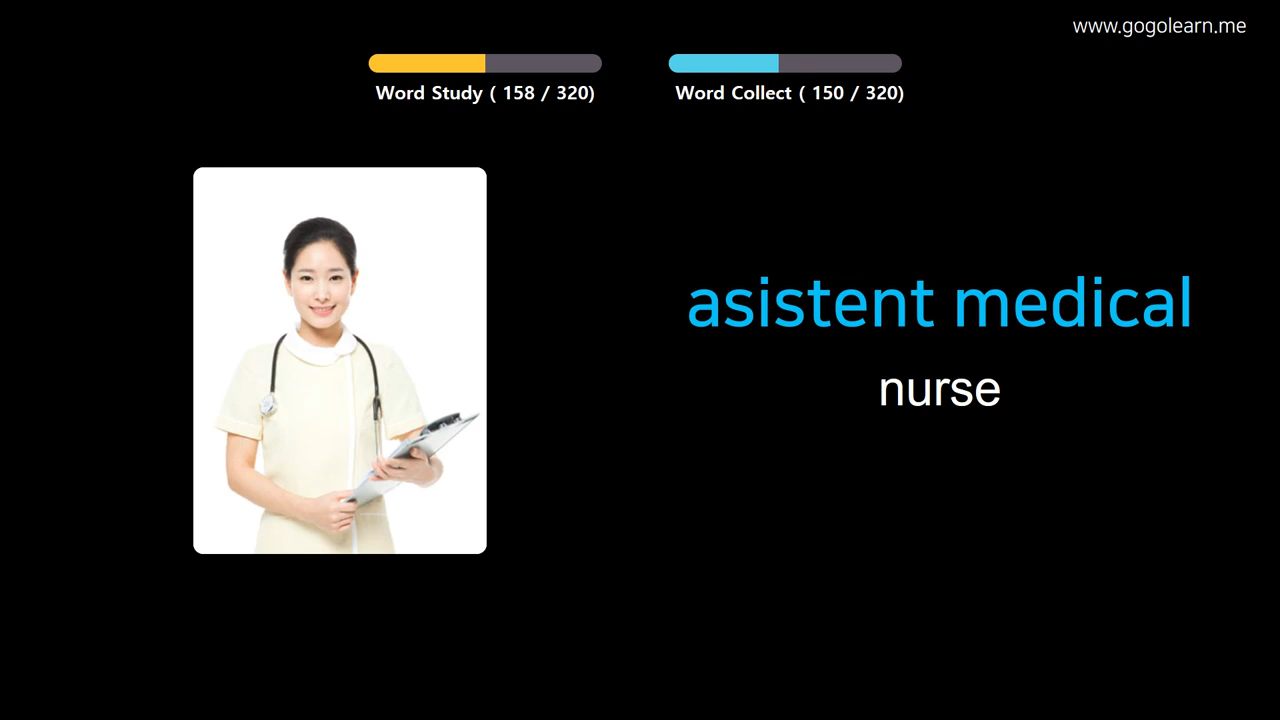 www.gogolearn.me
Word Study ( 158 / 320)
Word Collect ( 150 / 320)
asistent medical
nurse